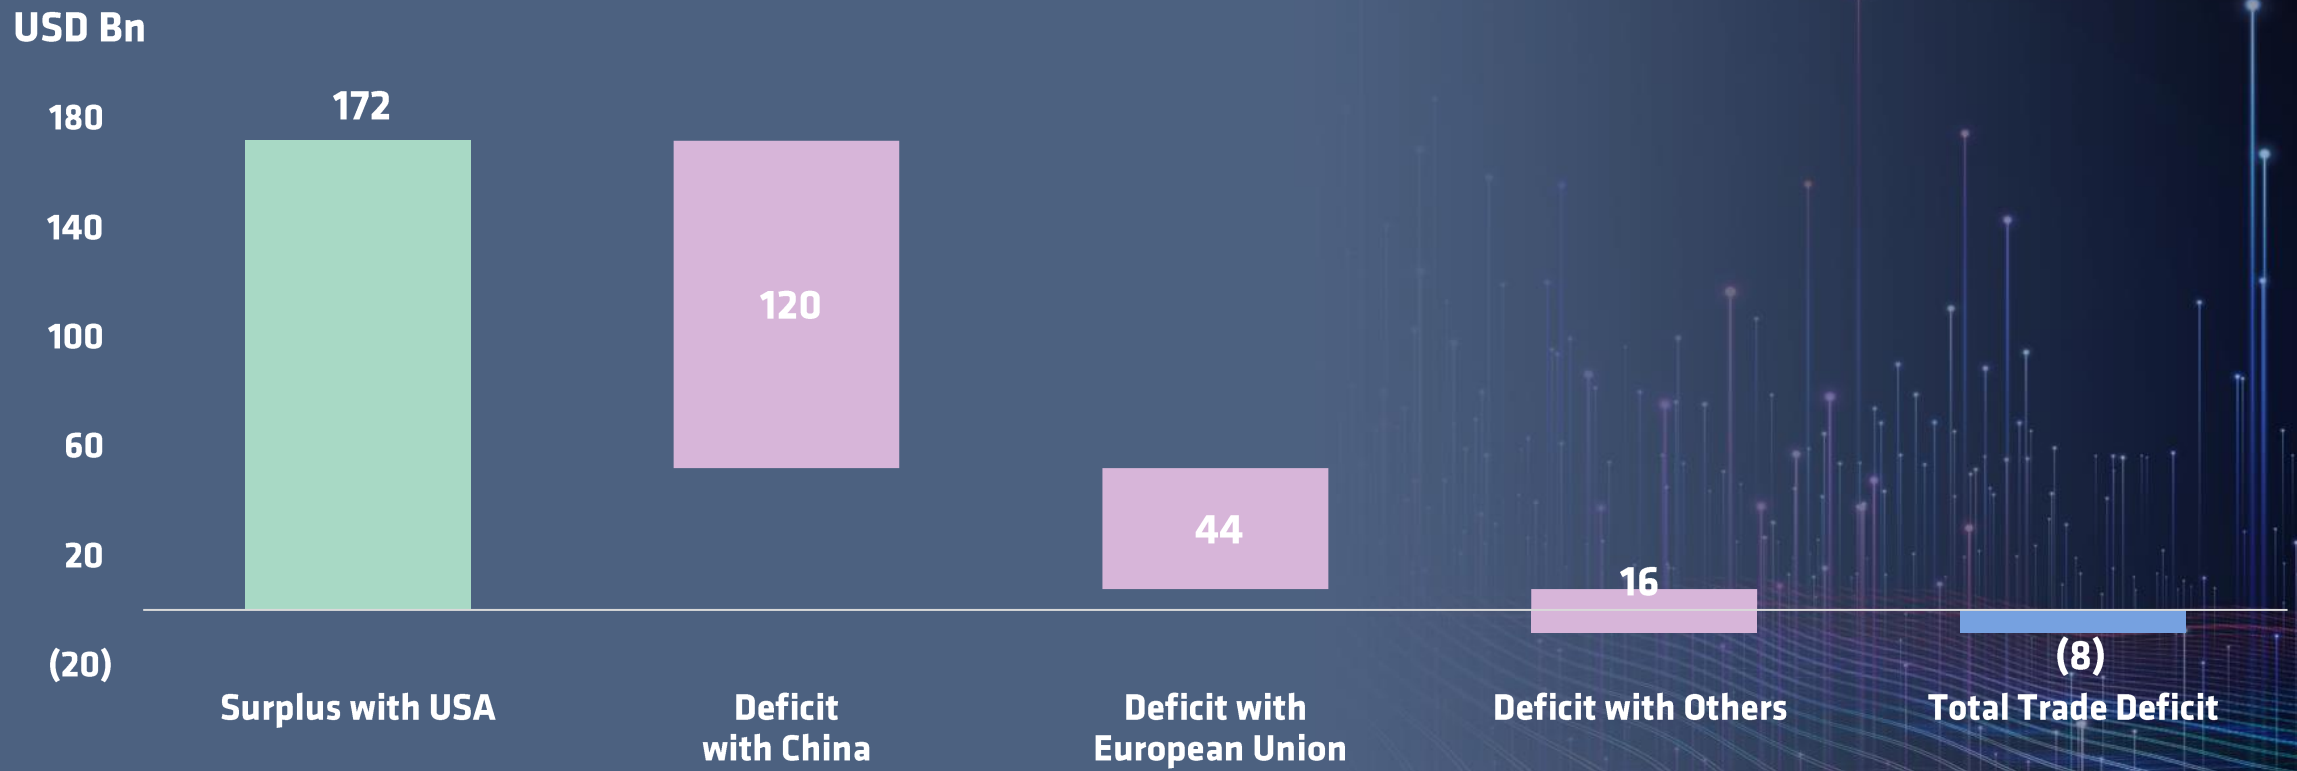 USD Bn
180
140
100
60
20
(20)
172
120
44
16
(8)
Surplus with USA
Deficit
with China
Deficit with
European Union
Deficit with Others
Total Trade Deficit